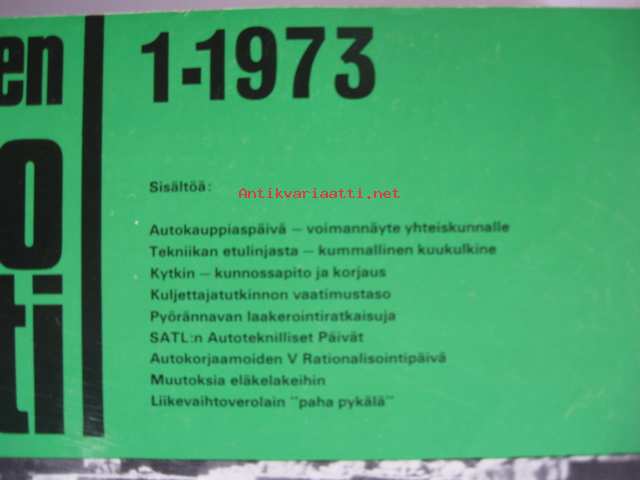 en
1-1973
o
ti
Sisältöä:
Antikvariaatti.net
Autokauppiaspäivä – voimannäyte yhteiskunnalle
Tekniikan etulinjasta – kummallinen kuukulkine
Kytkin – kunnossapito ja korjaus
Kuljettajatutkinnon vaatimustaso
Pyörännavan laakerointiratkaisuja
SATL:n Autoteknilliset Päivät
Autokorjaamoiden V Rationalisointipäivä
Muutoksia eläkelakeihin
Liikevaihtoverolain "paha pykälä"